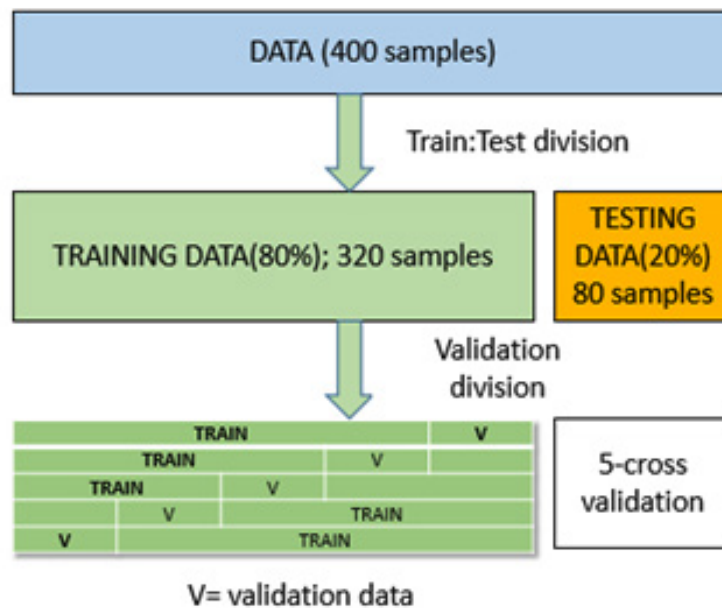 DATA (400 samples)
Train:Test division
TRAINING DATA(80%); 320 samples
TESTING
DATA(20%)
80 samples
Validation
division
TRAIN V
TRAIN V
TRAIN V
V TRAIN
V TRAIN
5-cross
validation
V= validation data